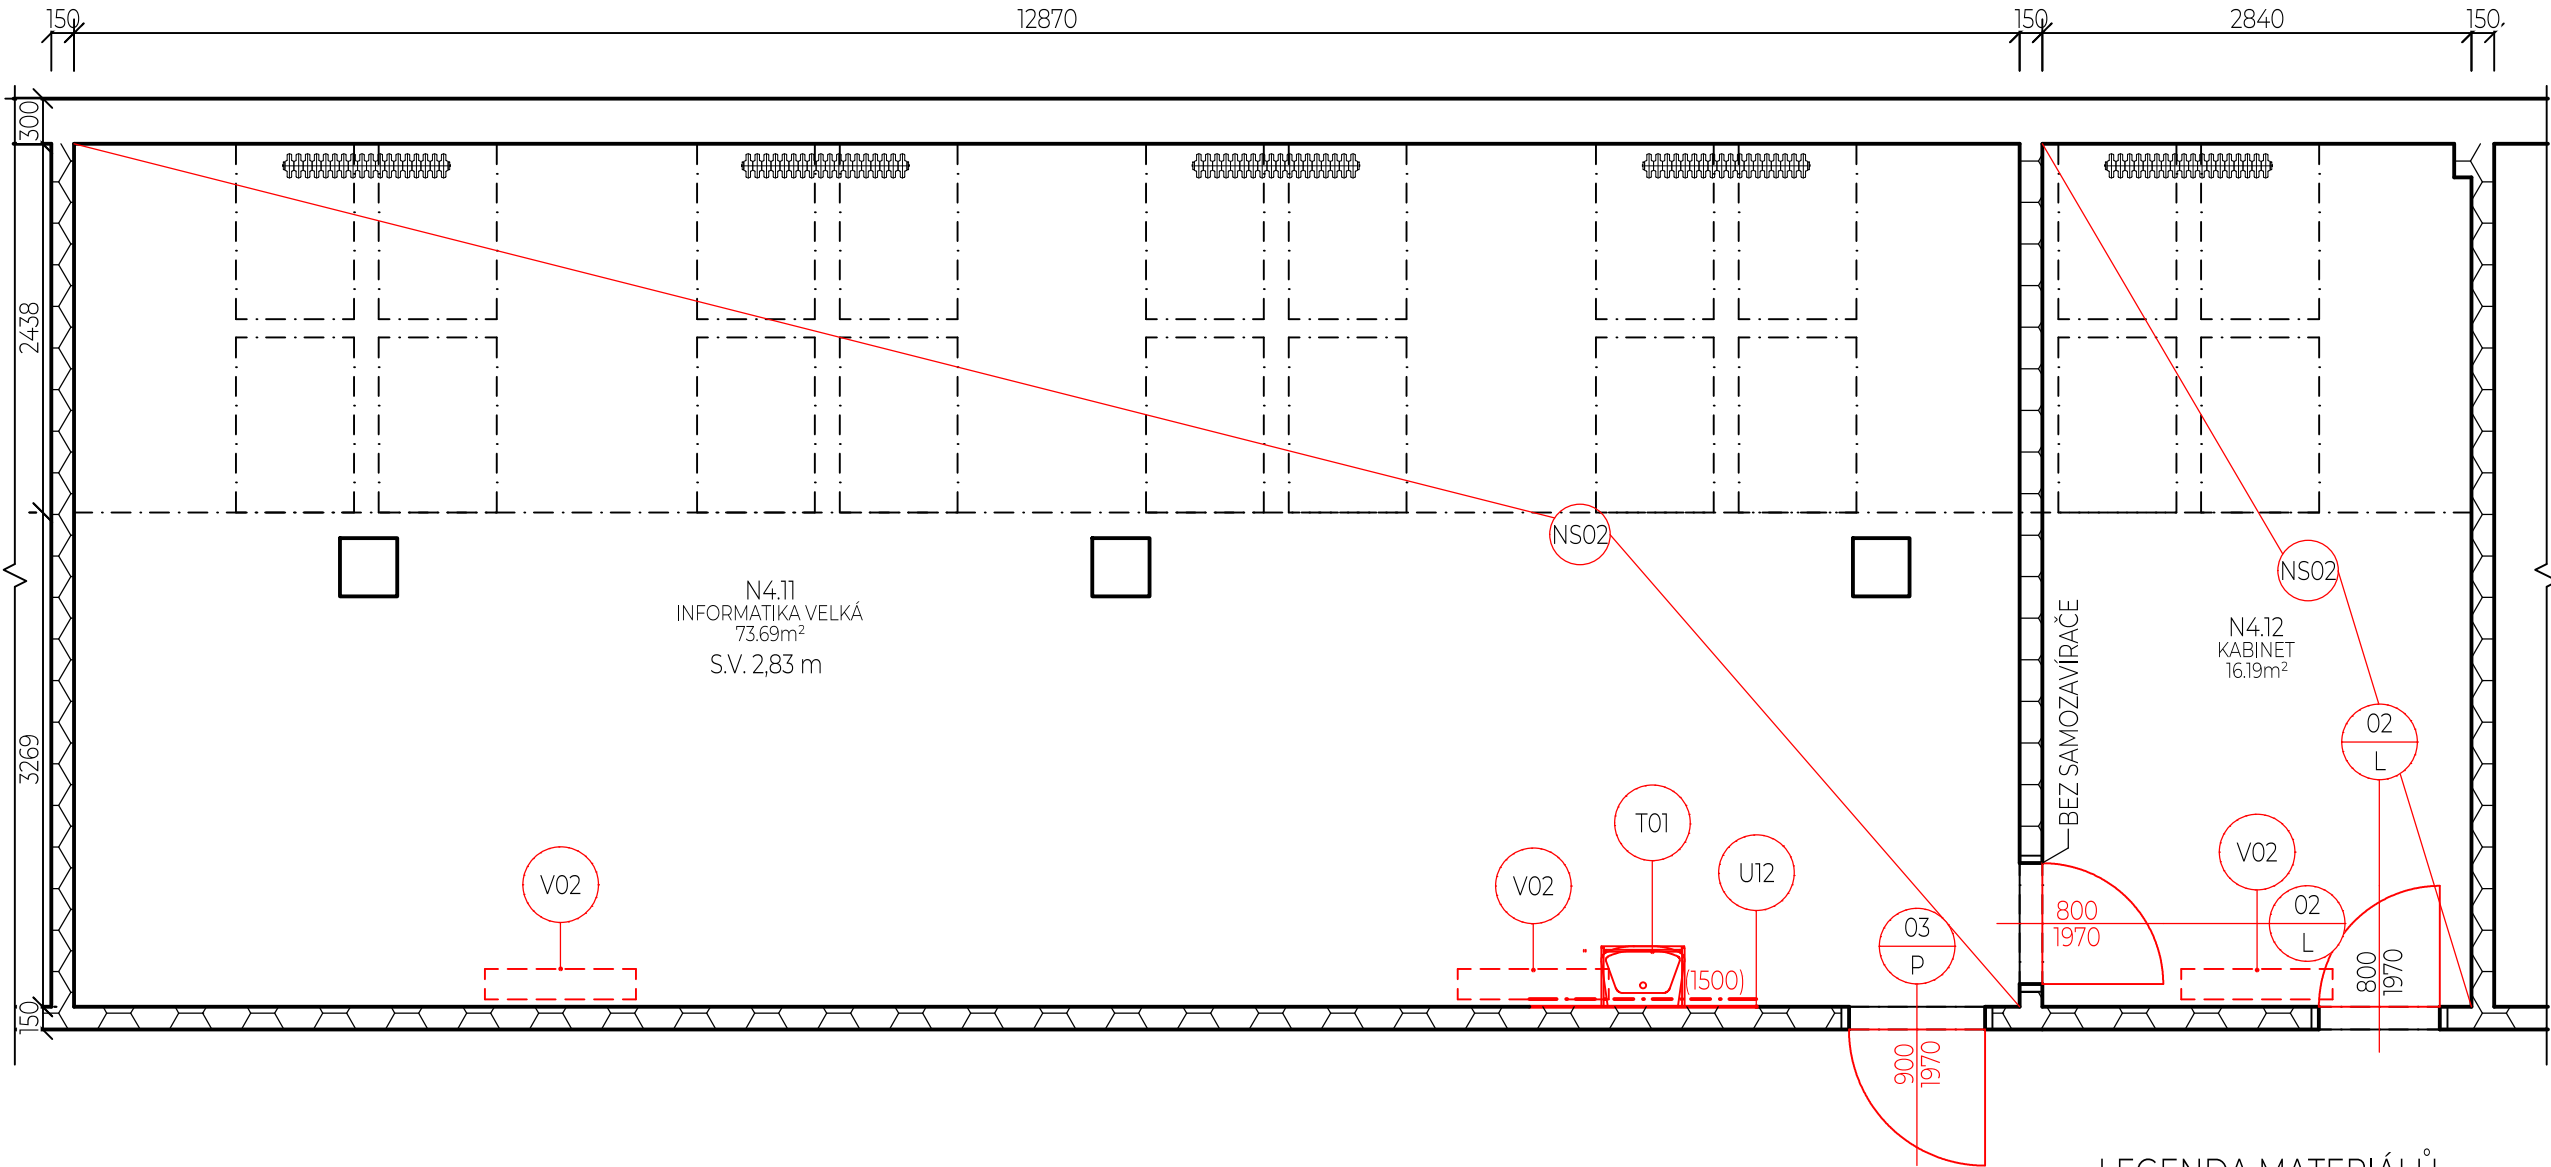 150
12870
150
2840
150
300
2438
3269
150
NS02
NS02
N4.11
INFORMATIKA VELKÁ
73.69m²
S.V. 2,83 m
BEZ SAMOZAVÍRAČE
N4.12
KABINET
16.19m²
02
L
T01
V02
V02
U12
V02
03
P
(1500)
800
1970
02
L
800
1970
900
1970
LEGENDA MATERIÁLŮ